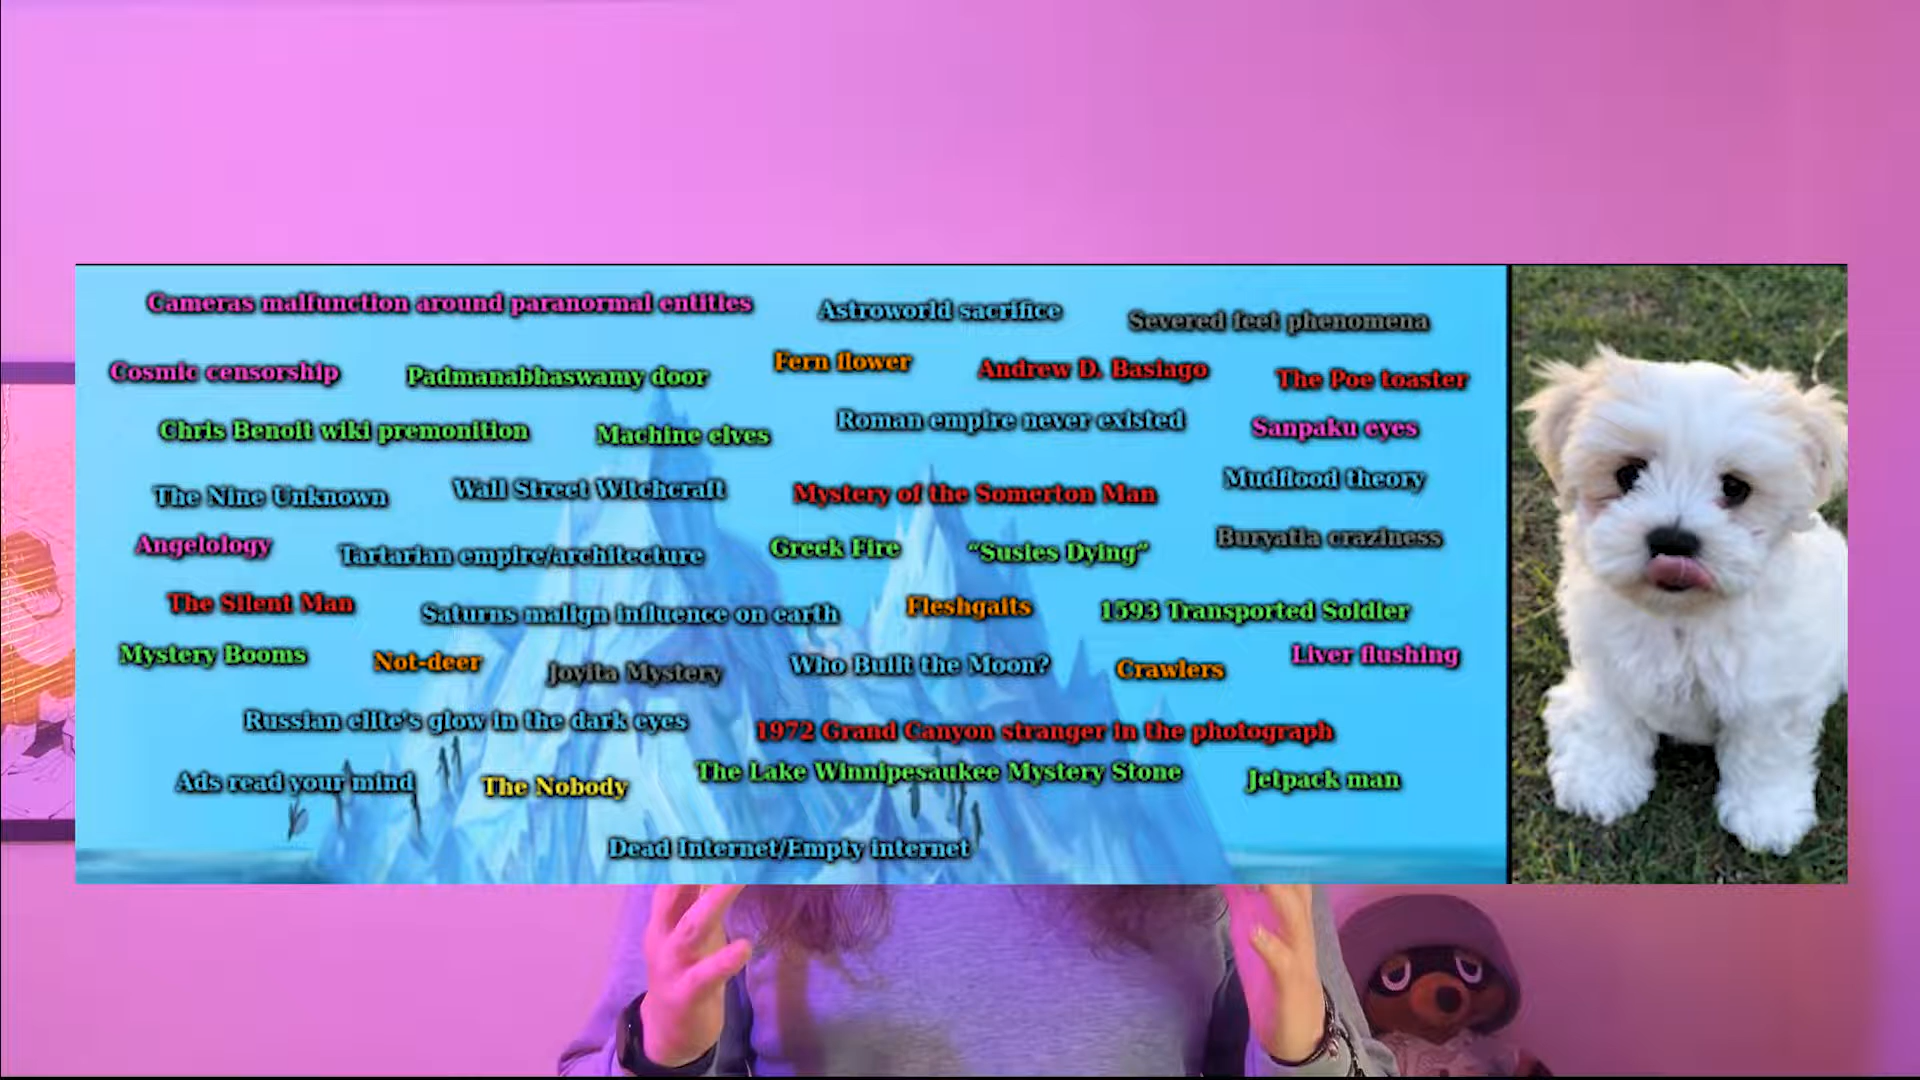 Cameras malfunction around paranormal entities
Astroworld sacrifice
Severed feet phenomena
Cosmic censorship
Padmanabhaswamy door
Fern flower
Andrew D. Basiago
The Poe toaster
Chris Benoit wiki premonition
Machine elves
Roman empire never existed
Sanpaku eyes
The Nine Unknown
Wall Street Witchcraft
Mystery of the Somerton Man
Mudflood theory
Angelology
Tartarian empire/architecture
Greek Fire
“Susies Dying”
Buryatia craziness
The Silent Man
Saturns malign influence on earth
Fleshgaits
1593 Transported Soldier
Mystery Booms
Not-deer
Joyita Mystery
Who Built the Moon?
Crawlers
Liver flushing
Russian elite's glow in the dark eyes
1972 Grand Canyon stranger in the photograph
Ads read your mind
The Nobody
The Lake Winnipesaukee Mystery Stone
Jetpack man
Dead Internet/Empty internet